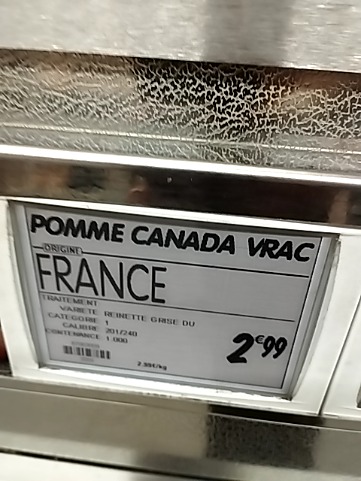 POMME CANADA VRAC
ORIGINE
FRANCE
TRAITEMENT
VARIETE REINETTE GRISE DU
CATEGORIE 1
CALIBRE 201/240
CONTENANCE 1.000
2€99
2.99€/kg